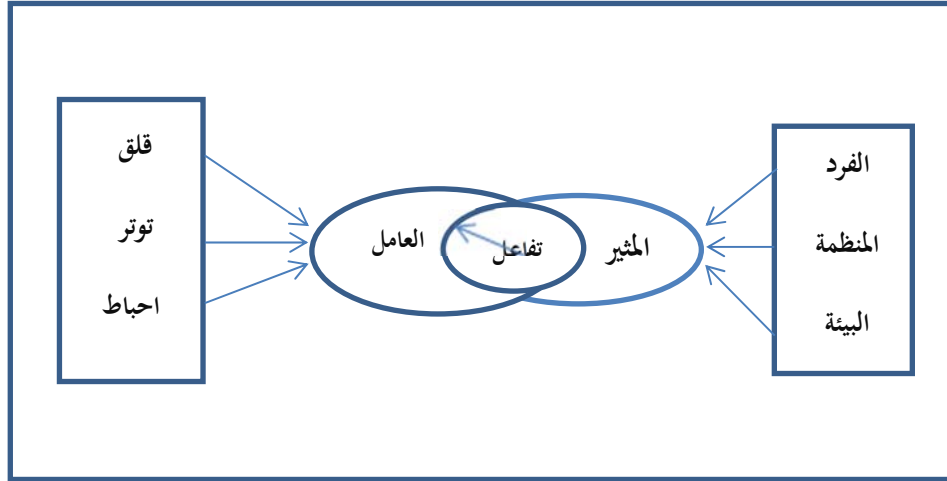 الفرد
المنظمة
البيئة
المثير
تفاعل
العامل
قلق
توتر
احباط